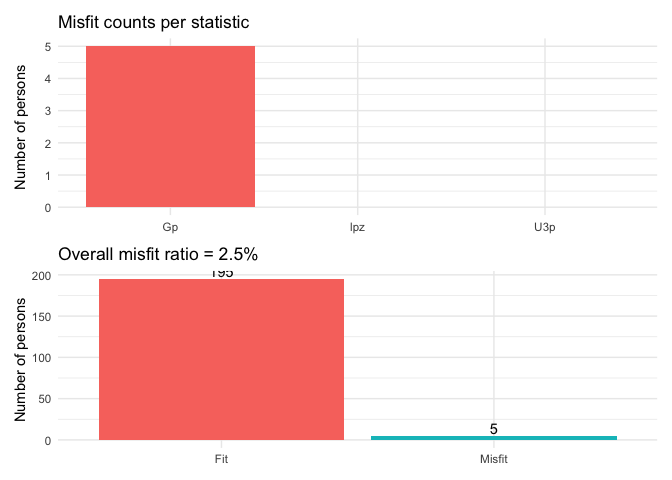 Misfit counts per statistic
Number of persons
5
4
3
2
1
0
Gp
lpz
U3p
Overall misfit ratio = 2.5%
Number of persons
200
150
100
50
0
195
5
Fit
Misfit